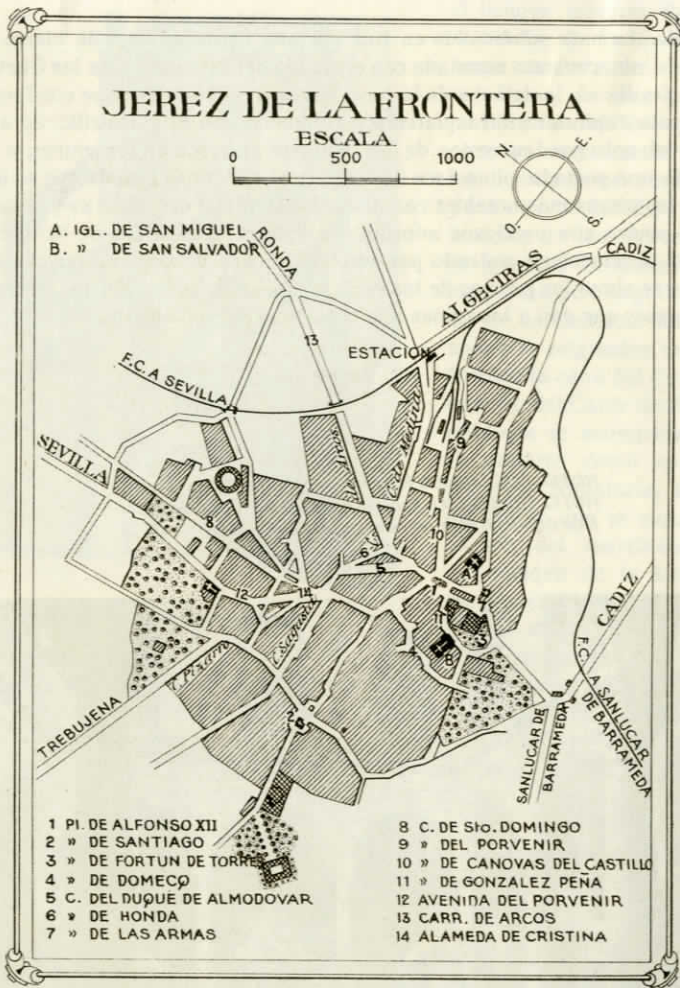 JEREZ DE LA FRONTERA
ESCALA
0 500 1000
N. E.
O. S.
A. IGL. DE SAN MIGUEL
B. » DE SAN SALVADOR
RONDA
ALGECIRAS
CADIZ
13
ESTACION
F.C. A SEVILLA
SEVILLA
9
8
10
6
5
A
12
14
1
7
11
3
4
B
C. Sagasta
C. Pizarro
2
TREBUJENA
CADIZ
F.C. A SANLUCAR
DE BARRAMEDA
SANLUCAR DE
BARRAMEDA
1 Pl. DE ALFONSO XII
2 » DE SANTIAGO
3 » DE FORTUN DE TORRES
4 » DE DOMECQ
5 C. DEL DUQUE DE ALMODOVAR
6 » DE HONDA
7 » DE LAS ARMAS
8 C. DE Sto. DOMINGO
9 » DEL PORVENIR
10 » DE CANOVAS DEL CASTILLO
11 » DE GONZALEZ PEÑA
12 AVENIDA DEL PORVENIR
13 CARR. DE ARCOS
14 ALAMEDA DE CRISTINA